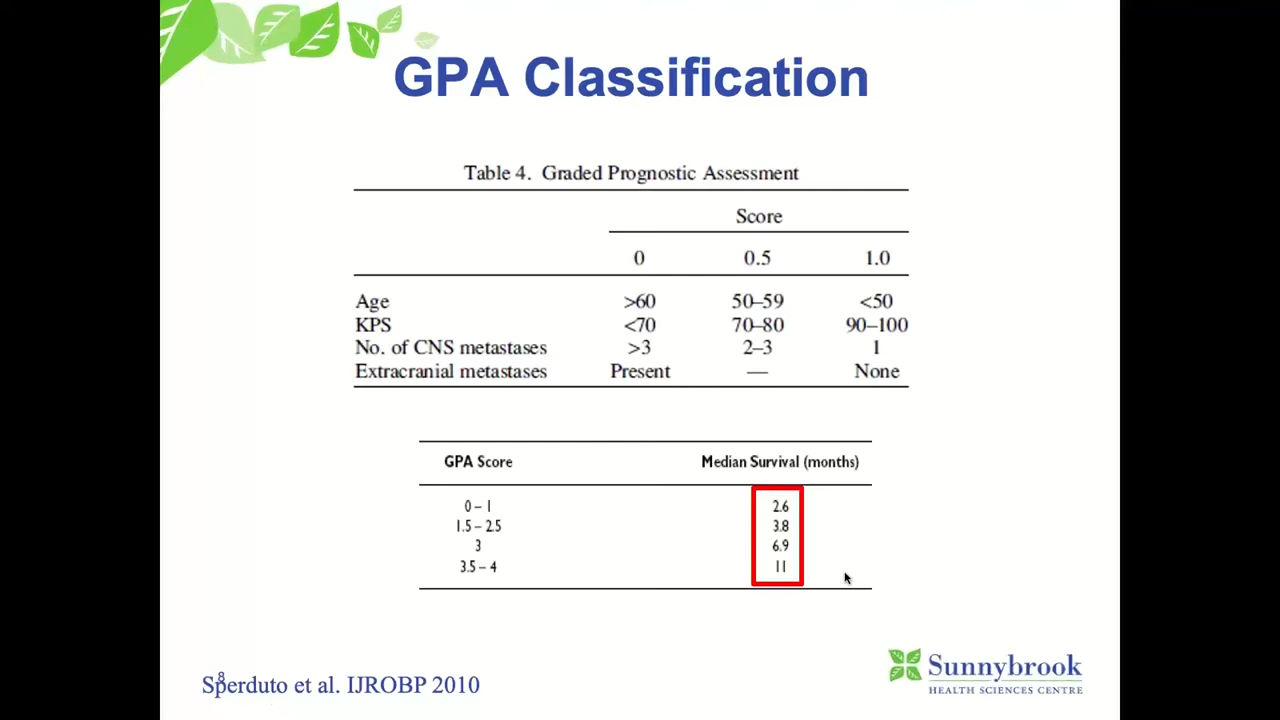 GPA Classification
Table 4. Graded Prognostic Assessment
Score
0 0.5 1.0
Age >60 50–59 <50
KPS <70 70–80 90–100
No. of CNS metastases >3 2–3 1
Extracranial metastases Present — None
GPA Score Median Survival (months)
0 – 1 2.6
1.5 – 2.5 3.8
3 6.9
3.5 – 4 11
8
Sperduto et al. IJROBP 2010
Sunnybrook
HEALTH SCIENCES CENTRE